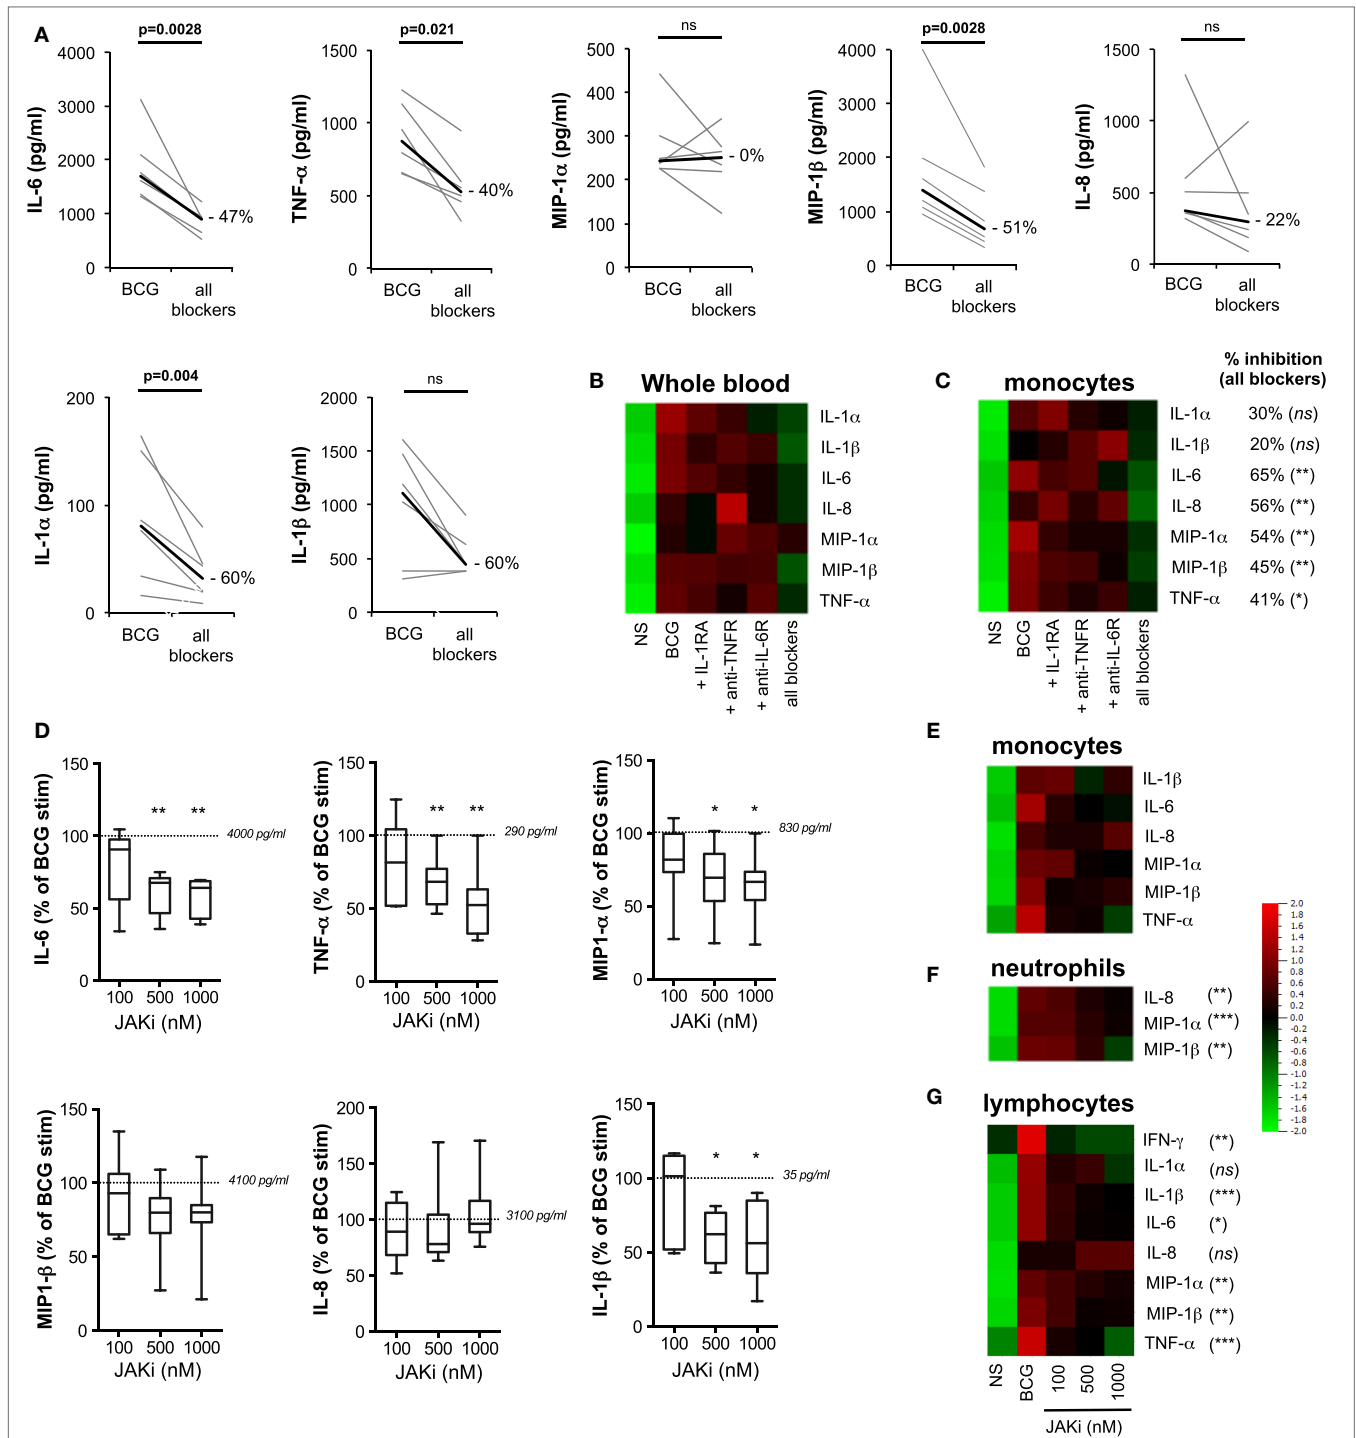 A
p=0.0028
IL-6 (pg/ml)
4000
3000
2000
1000
0
- 47%
BCG
all
blockers
p=0.021
TNF-α (pg/ml)
1500
1000
500
0
- 40%
BCG
all
blockers
ns
MIP-1α (pg/ml)
500
400
300
200
100
0
- 0%
BCG
all
blockers
p=0.0028
MIP-1β (pg/ml)
4000
3000
2000
1000
0
- 51%
BCG
all
blockers
ns
IL-8 (pg/ml)
1500
1000
500
0
- 22%
BCG
all
blockers
p=0.004
IL-1α (pg/ml)
200
100
0
- 60%
BCG
all
blockers
ns
IL-1β (pg/ml)
2000
1500
1000
500
0
- 60%
BCG
all
blockers
B
Whole blood
IL-1α
IL-1β
IL-6
IL-8
MIP-1α
MIP-1β
TNF-α
NS
BCG
+ IL-1RA
+ anti-TNFR
+ anti-IL-6R
all blockers
C
monocytes
% inhibition
(all blockers)
IL-1α 30% (ns)
IL-1β 20% (ns)
IL-6 65% (**)
IL-8 56% (**)
MIP-1α 54% (**)
MIP-1β 45% (**)
TNF-α 41% (*)
NS
BCG
+ IL-1RA
+ anti-TNFR
+ anti-IL-6R
all blockers
D
IL-6 (% of BCG stim)
150
100
50
0
** **
4000 pg/ml
100 500 1000
JAKi (nM)
TNF-α (% of BCG stim)
150
100
50
0
** **
290 pg/ml
100 500 1000
JAKi (nM)
MIP1-α (% of BCG stim)
150
100
50
0
* *
830 pg/ml
100 500 1000
JAKi (nM)
MIP1-β (% of BCG stim)
150
100
50
0
4100 pg/ml
100 500 1000
JAKi (nM)
IL-8 (% of BCG stim)
200
150
100
50
0
3100 pg/ml
100 500 1000
JAKi (nM)
IL-1β (% of BCG stim)
150
100
50
0
* *
35 pg/ml
100 500 1000
JAKi (nM)
E
monocytes
IL-1β
IL-6
IL-8
MIP-1α
MIP-1β
TNF-α
F
neutrophils
IL-8 (**)
MIP-1α (***)
MIP-1β (**)
G
lymphocytes
IFN-γ (**)
IL-1α (ns)
IL-1β (***)
IL-6 (*)
IL-8 (ns)
MIP-1α (**)
MIP-1β (**)
TNF-α (***)
NS
BCG
100
500
1000
JAKi (nM)
2.0
1.8
1.6
1.4
1.2
1.0
0.8
0.6
0.4
0.2
0.0
-0.2
-0.4
-0.6
-0.8
-1.0
-1.2
-1.4
-1.6
-1.8
-2.0